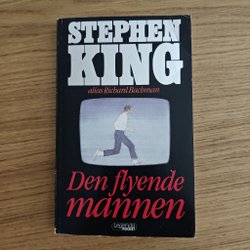 STEPHEN
KING
alias Richard Bachman
Den flyende
mannen